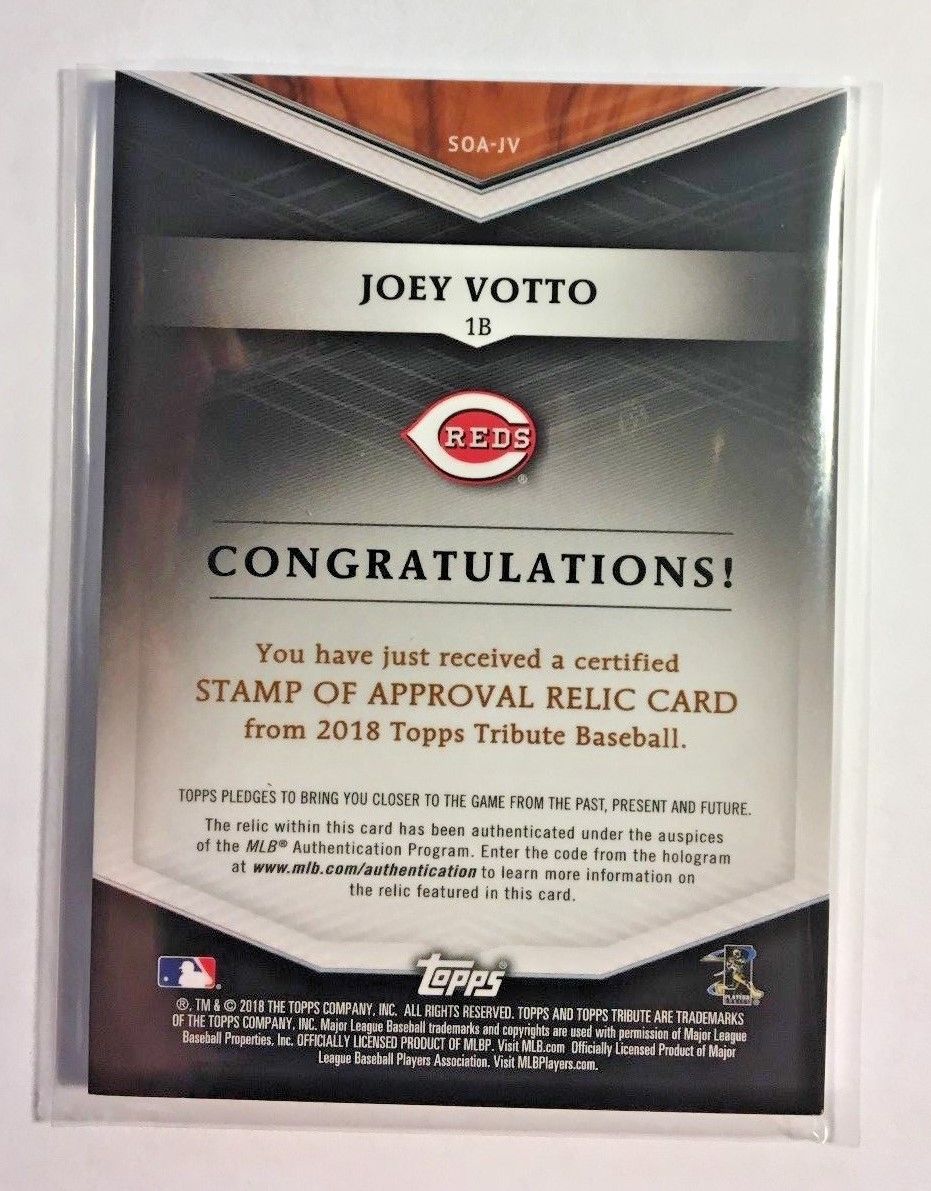 SOA-JV
JOEY VOTTO
1B
REDS
®
CONGRATULATIONS!
You have just received a certified
STAMP OF APPROVAL RELIC CARD
from 2018 Topps Tribute Baseball.
TOPPS PLEDGES TO BRING YOU CLOSER TO THE GAME FROM THE PAST, PRESENT AND FUTURE.
The relic within this card has been authenticated under the auspices
of the MLB® Authentication Program. Enter the code from the hologram
at www.mlb.com/authentication to learn more information on
the relic featured in this card.
topps®
®, TM & © 2018 THE TOPPS COMPANY, INC. ALL RIGHTS RESERVED. TOPPS AND TOPPS TRIBUTE ARE TRADEMARKS
OF THE TOPPS COMPANY, INC. Major League Baseball trademarks and copyrights are used with permission of Major League
Baseball Properties, Inc. OFFICIALLY LICENSED PRODUCT OF MLBP. Visit MLB.com Officially Licensed Product of Major
League Baseball Players Association. Visit MLBPlayers.com.